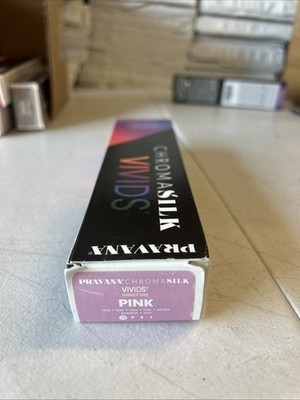 CHROMASILK
VIVIDS
PRAVANA
PRAVANA CHROMASILK
VIVIDS
PINK